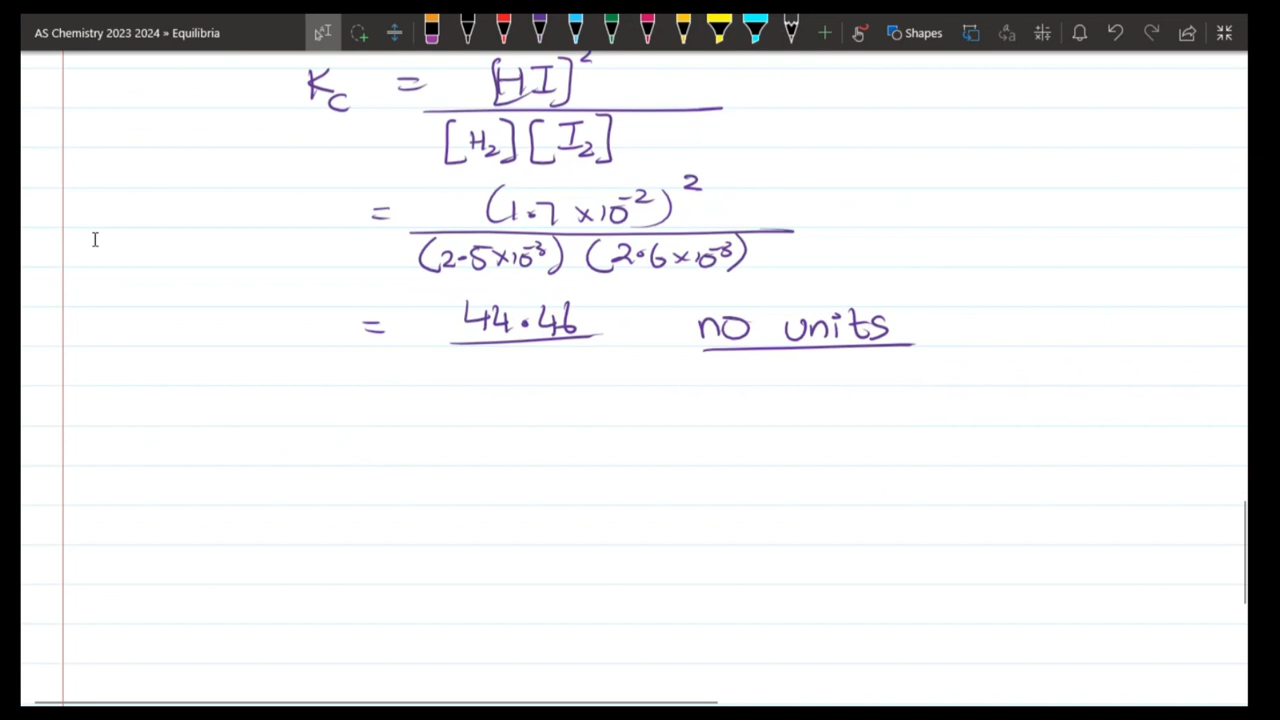 AS Chemistry 2023 2024 » Equilibria
Shapes
Kc = [HI]²
[H₂][I₂]
= (1.7 ×10⁻²)²
(2.5×10⁻³) (2.6×10⁻³)
= 44.46 no units